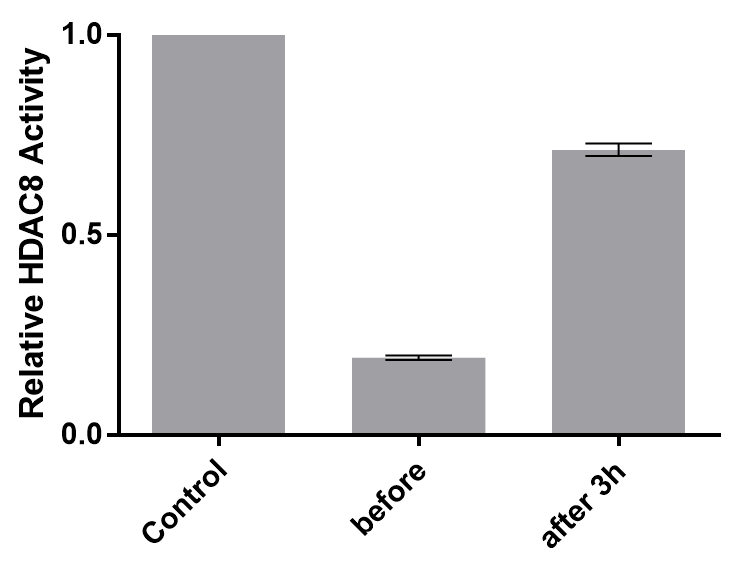 Relative HDAC8 Activity
1.0
0.5
0.0
Control
before
after 3h